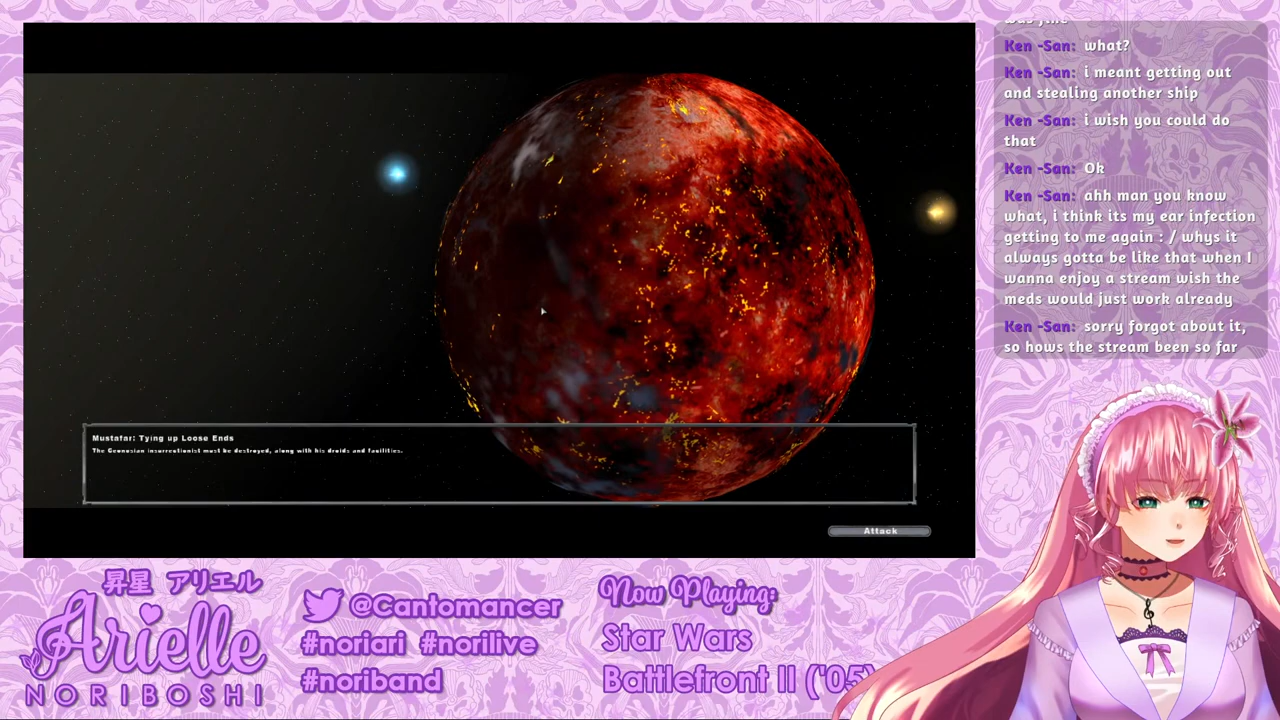 was fine
Ken -San: what?
Ken -San: i meant getting out
and stealing another ship
Ken -San: i wish you could do
that
Ken -San: Ok
Ken -San: ahh man you know
what, i think its my ear infection
getting to me again : / whys it
always gotta be like that when I
wanna enjoy a stream wish the
meds would just work already
Ken -San: sorry forgot about it,
so hows the stream been so far
Mustafar: Tying up Loose Ends
The Geonosian insurrectionist must be destroyed, along with his droids and facilities.
Attack
昇星 アリエル
Arielle
NORIBOSHI
@Cantomancer
#noriari #norilive
#noriband
Now Playing:
Star Wars
Battlefront II ('05)